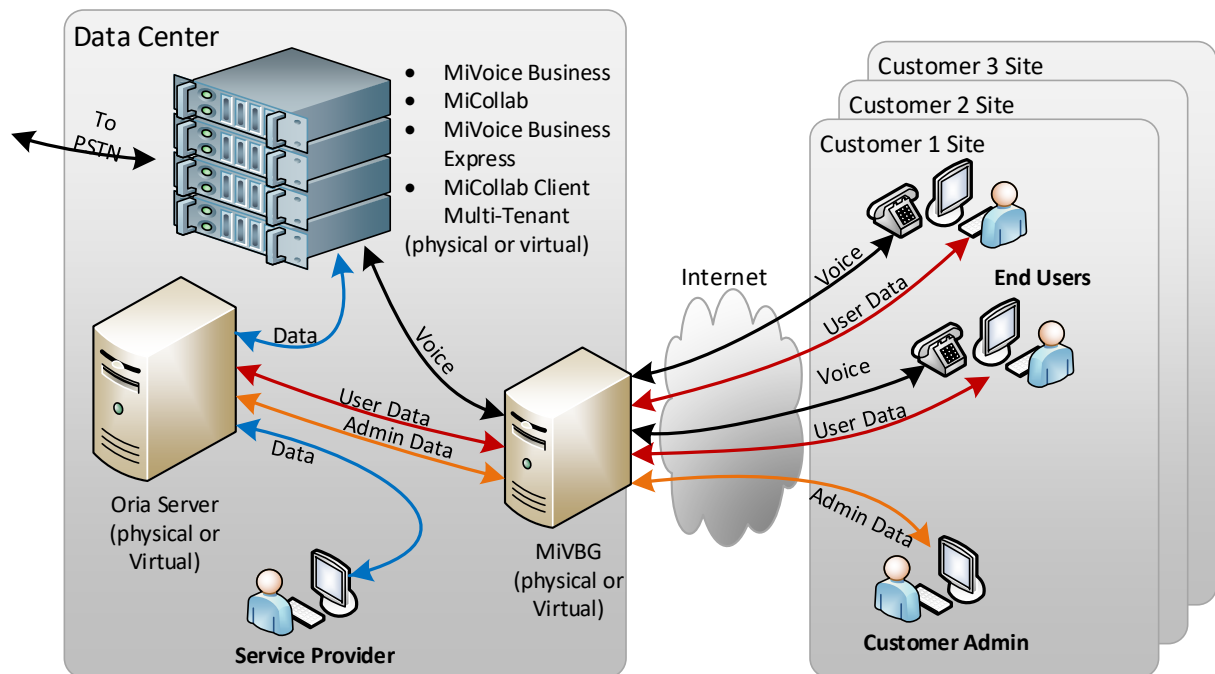 Data Center
• MiVoice Business
• MiCollab
• MiVoice Business
Express
• MiCollab Client
Multi-Tenant
(physical or virtual)
To
PSTN
Data
Voice
User Data
Admin Data
Data
Oria Server
(physical or
Virtual)
MiVBG
(physical or
Virtual)
Service Provider
Internet
Customer 3 Site
Customer 2 Site
Customer 1 Site
Voice
User Data
End Users
Voice
User Data
Admin Data
Customer Admin